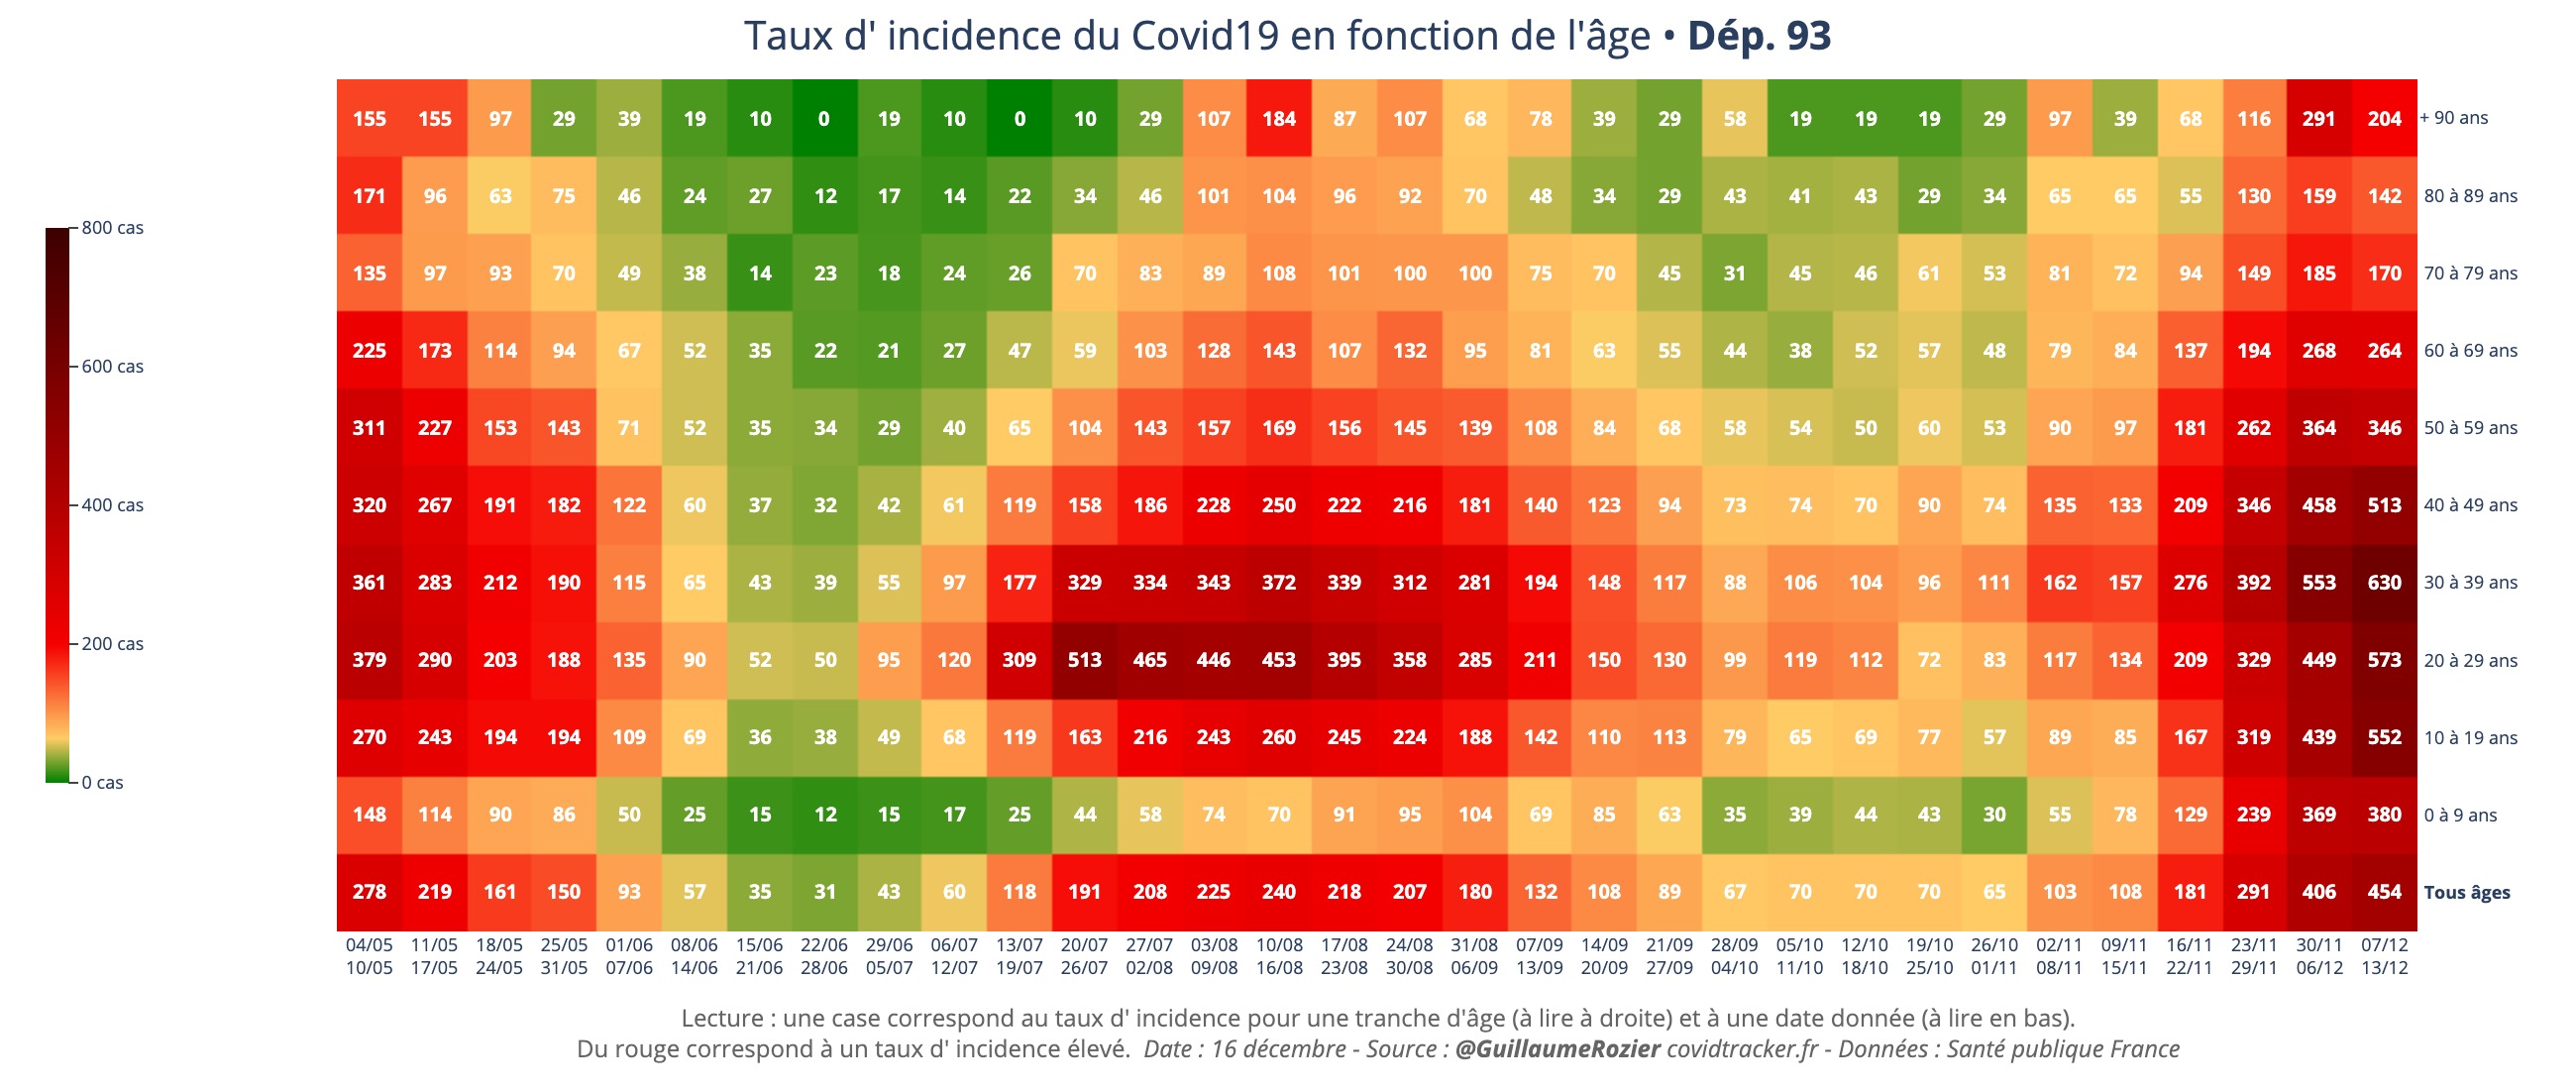 Taux d' incidence du Covid19 en fonction de l'âge • Dép. 93
800 cas
600 cas
400 cas
200 cas
0 cas
155 155 97 29 39 19 10 0 19 10 0 10 29 107 184 87 107 68 78 39 29 58 19 19 19 29 97 39 68 116 291 204 + 90 ans
171 96 63 75 46 24 27 12 17 14 22 34 46 101 104 96 92 70 48 34 29 43 41 43 29 34 65 65 55 130 159 142 80 à 89 ans
135 97 93 70 49 38 14 23 18 24 26 70 83 89 108 101 100 100 75 70 45 31 45 46 61 53 81 72 94 149 185 170 70 à 79 ans
225 173 114 94 67 52 35 22 21 27 47 59 103 128 143 107 132 95 81 63 55 44 38 52 57 48 79 84 137 194 268 264 60 à 69 ans
311 227 153 143 71 52 35 34 29 40 65 104 143 157 169 156 145 139 108 84 68 58 54 50 60 53 90 97 181 262 364 346 50 à 59 ans
320 267 191 182 122 60 37 32 42 61 119 158 186 228 250 222 216 181 140 123 94 73 74 70 90 74 135 133 209 346 458 513 40 à 49 ans
361 283 212 190 115 65 43 39 55 97 177 329 334 343 372 339 312 281 194 148 117 88 106 104 96 111 162 157 276 392 553 630 30 à 39 ans
379 290 203 188 135 90 52 50 95 120 309 513 465 446 453 395 358 285 211 150 130 99 119 112 72 83 117 134 209 329 449 573 20 à 29 ans
270 243 194 194 109 69 36 38 49 68 119 163 216 243 260 245 224 188 142 110 113 79 65 69 77 57 89 85 167 319 439 552 10 à 19 ans
148 114 90 86 50 25 15 12 15 17 25 44 58 74 70 91 95 104 69 85 63 35 39 44 43 30 55 78 129 239 369 380 0 à 9 ans
278 219 161 150 93 57 35 31 43 60 118 191 208 225 240 218 207 180 132 108 89 67 70 70 70 65 103 108 181 291 406 454 Tous âges
04/05 11/05 18/05 25/05 01/06 08/06 15/06 22/06 29/06 06/07 13/07 20/07 27/07 03/08 10/08 17/08 24/08 31/08 07/09 14/09 21/09 28/09 05/10 12/10 19/10 26/10 02/11 09/11 16/11 23/11 30/11 07/12
10/05 17/05 24/05 31/05 07/06 14/06 21/06 28/06 05/07 12/07 19/07 26/07 02/08 09/08 16/08 23/08 30/08 06/09 13/09 20/09 27/09 04/10 11/10 18/10 25/10 01/11 08/11 15/11 22/11 29/11 06/12 13/12
Lecture : une case correspond au taux d' incidence pour une tranche d'âge (à lire à droite) et à une date donnée (à lire en bas).
Du rouge correspond à un taux d' incidence élevé. Date : 16 décembre - Source : @GuillaumeRozier covidtracker.fr - Données : Santé publique France